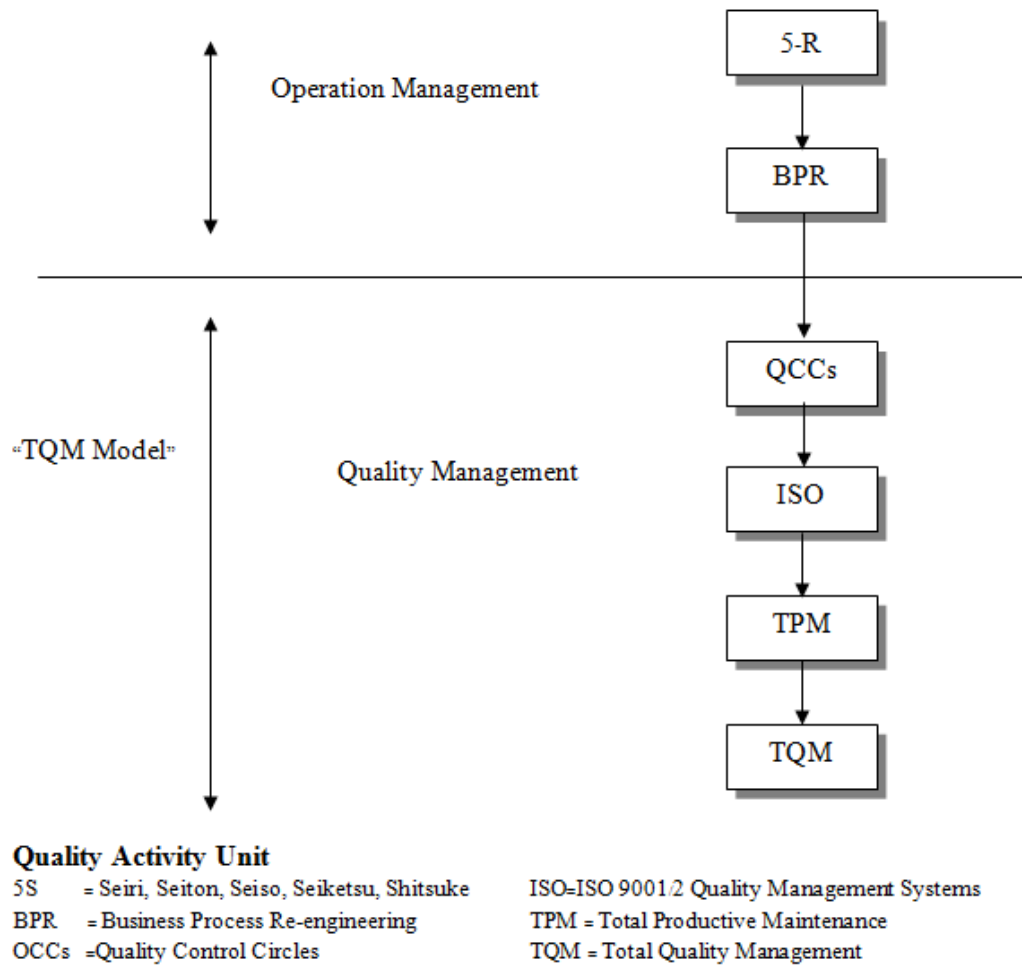 5-R
Operation Management
BPR
QCCs
"TQM Model"
Quality Management
ISO
TPM
TQM
Quality Activity Unit
5S = Seiri, Seiton, Seiso, Seiketsu, Shitsuke ISO=ISO 9001/2 Quality Management Systems
BPR = Business Process Re-engineering TPM = Total Productive Maintenance
OCCs =Quality Control Circles TQM = Total Quality Management